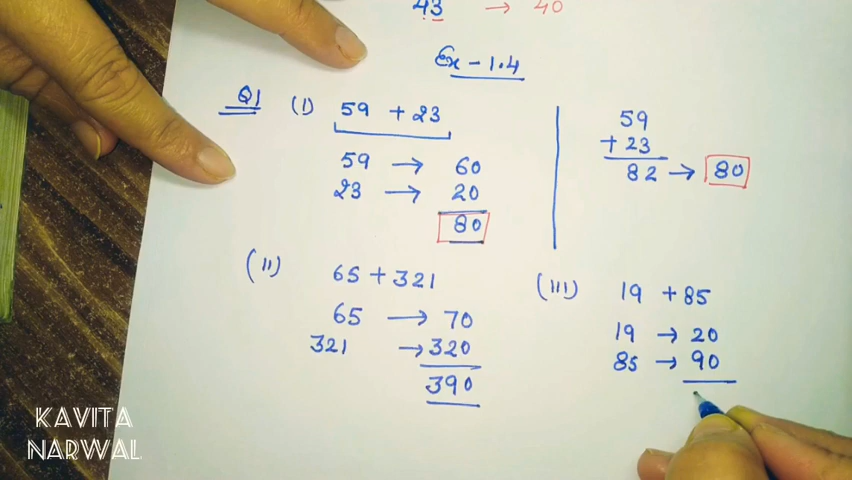 43 → 40
Ex - 1.4
Q1 (I) 59 + 23
59 → 60
23 → 20
80
59
+ 23
82 → 80
(II) 65 + 321
65 → 70
321 → 320
390
(III) 19 + 85
19 → 20
85 → 90
KAVITA
NARWAL